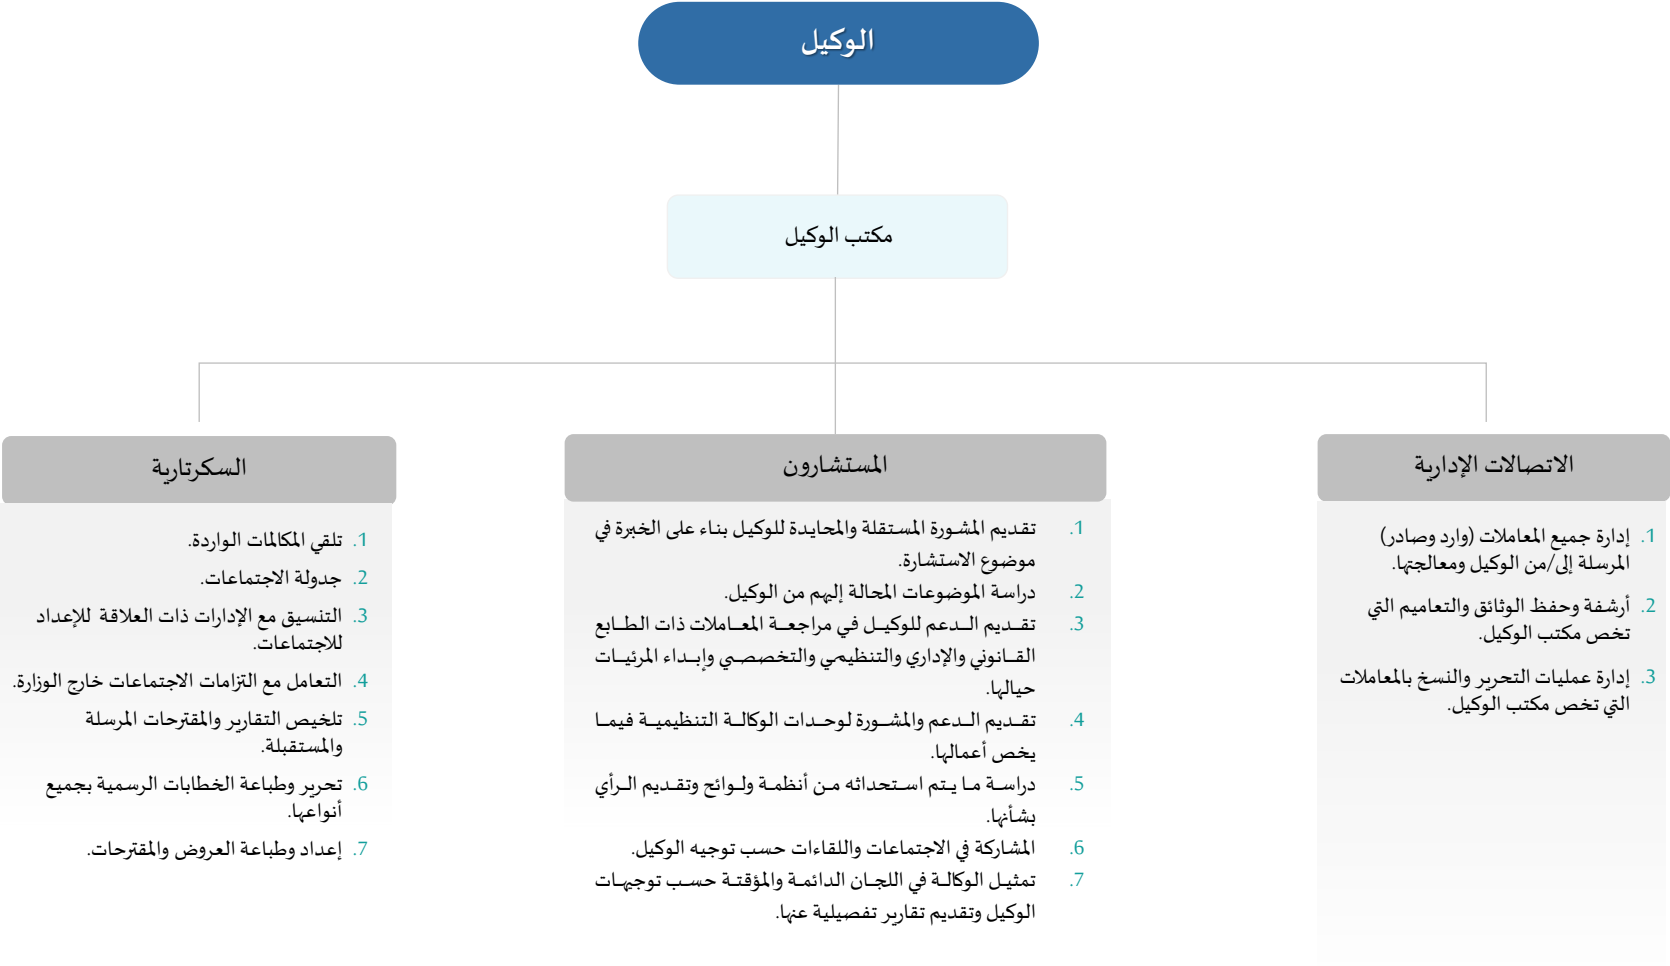 الوكيل
مكتب الوكيل
الاتصالات الإدارية
1. إدارة جميع المعاملات (وارد وصادر)
المرسلة إلى/من الوكيل ومعالجتها.
2. أرشفة وحفظ الوثائق والتعاميم التي
تخص مكتب الوكيل.
3. إدارة عمليات التحرير والنسخ بالمعاملات
التي تخص مكتب الوكيل.
المستشارون
1. تقديم المشورة المستقلة والمحايدة للوكيل بناء على الخبرة في
موضوع الاستشارة.
2. دراسة الموضوعات المحالة إليهم من الوكيل.
3. تقديم الدعم للوكيل في مراجعة المعاملات ذات الطابع
القانوني والإداري والتنظيمي والتخصصي وإبداء المرئيات
حيالها.
4. تقديم الدعم والمشورة لوحدات الوكالة التنظيمية فيما
يخص أعمالها.
5. دراسة ما يتم استحداثه من أنظمة ولوائح وتقديم الرأي
بشأنها.
6. المشاركة في الاجتماعات واللقاءات حسب توجيه الوكيل.
7. تمثيل الوكالة في اللجان الدائمة والمؤقتة حسب توجيهات
الوكيل وتقديم تقارير تفصيلية عنها.
السكرتارية
1. تلقي المكالمات الواردة.
2. جدولة الاجتماعات.
3. التنسيق مع الإدارات ذات العلاقة للإعداد
للاجتماعات.
4. التعامل مع التزامات الاجتماعات خارج الوزارة.
5. تلخيص التقارير والمقترحات المرسلة
والمستقبلة.
6. تحرير وطباعة الخطابات الرسمية بجميع
أنواعها.
7. إعداد وطباعة العروض والمقترحات.